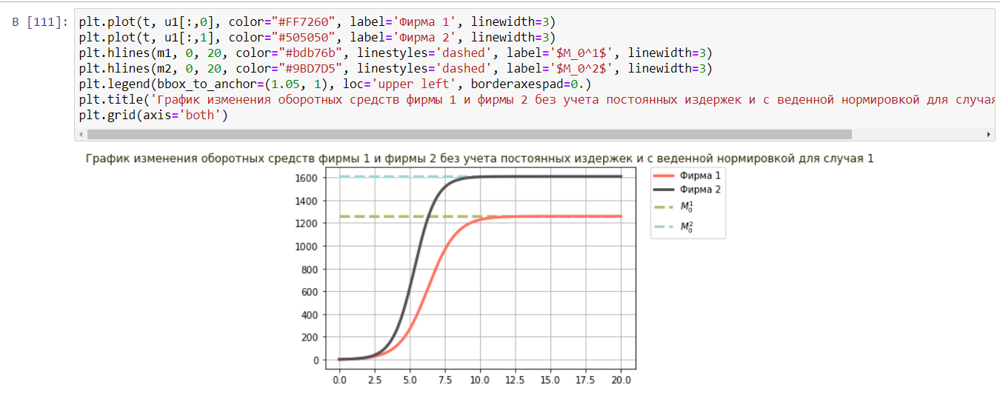 В [111]:
plt.plot(t, u1[:,0], color="#FF7260", label='Фирма 1', linewidth=3)
plt.plot(t, u1[:,1], color="#505050", label='Фирма 2', linewidth=3)
plt.hlines(m1, 0, 20, color="#bdb76b", linestyles='dashed', label='$M_0^1$', linewidth=3)
plt.hlines(m2, 0, 20, color="#9BD7D5", linestyles='dashed', label='$M_0^2$', linewidth=3)
plt.legend(bbox_to_anchor=(1.05, 1), loc='upper left', borderaxespad=0.)
plt.title('График изменения оборотных средств фирмы 1 и фирмы 2 без учета постоянных издержек и с веденной нормировкой для случая
plt.grid(axis='both')
График изменения оборотных средств фирмы 1 и фирмы 2 без учета постоянных издержек и с веденной нормировкой для случая 1
1600
1400
1200
1000
800
600
400
200
0
0.0 2.5 5.0 7.5 10.0 12.5 15.0 17.5 20.0
Фирма 1
Фирма 2
M_0^1
M_0^2